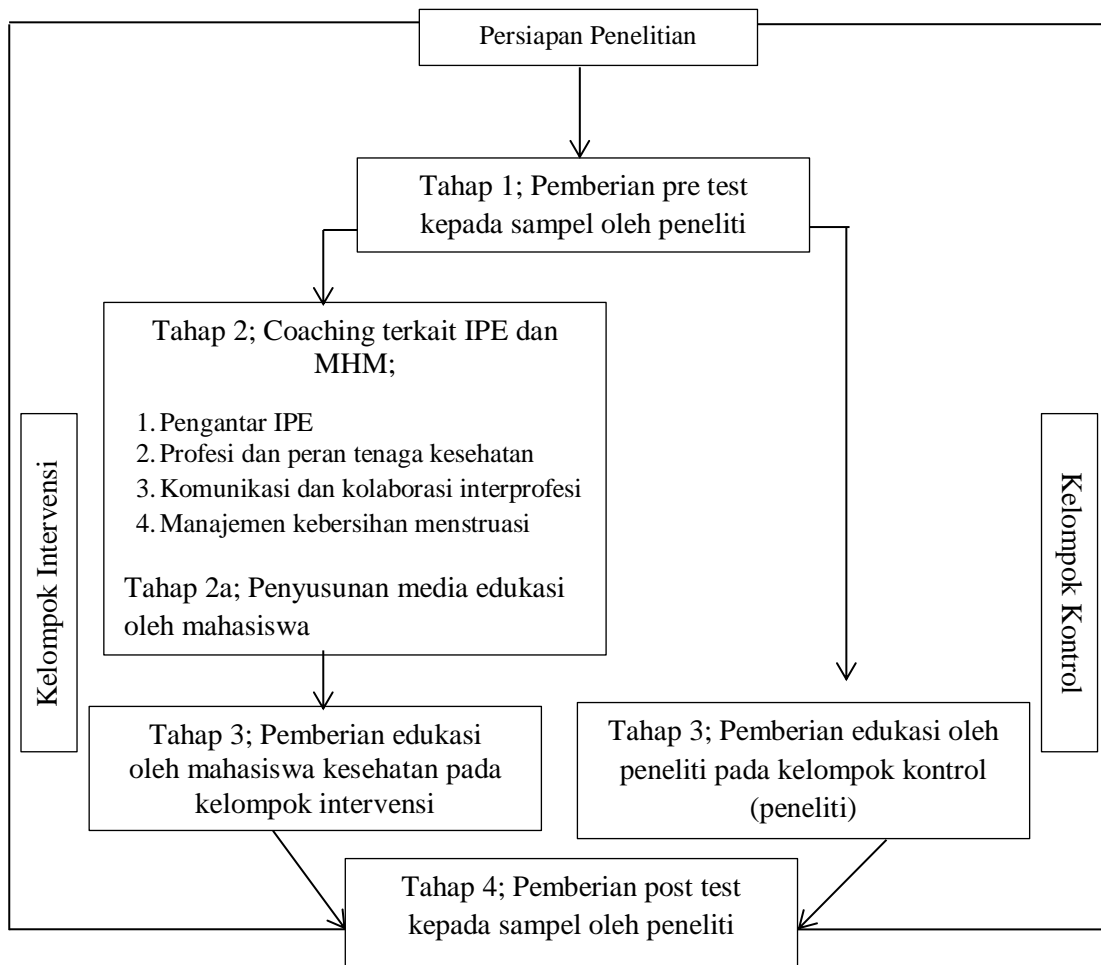 Persiapan Penelitian
Tahap 1; Pemberian pre test
kepada sampel oleh peneliti
Tahap 2; Coaching terkait IPE dan
MHM;
1. Pengantar IPE
2. Profesi dan peran tenaga kesehatan
3. Komunikasi dan kolaborasi interprofesi
4. Manajemen kebersihan menstruasi
Tahap 2a; Penyusunan media edukasi
oleh mahasiswa
Kelompok Intervensi
Kelompok Kontrol
Tahap 3; Pemberian edukasi
oleh mahasiswa kesehatan pada
kelompok intervensi
Tahap 3; Pemberian edukasi oleh
peneliti pada kelompok kontrol
(peneliti)
Tahap 4; Pemberian post test
kepada sampel oleh peneliti